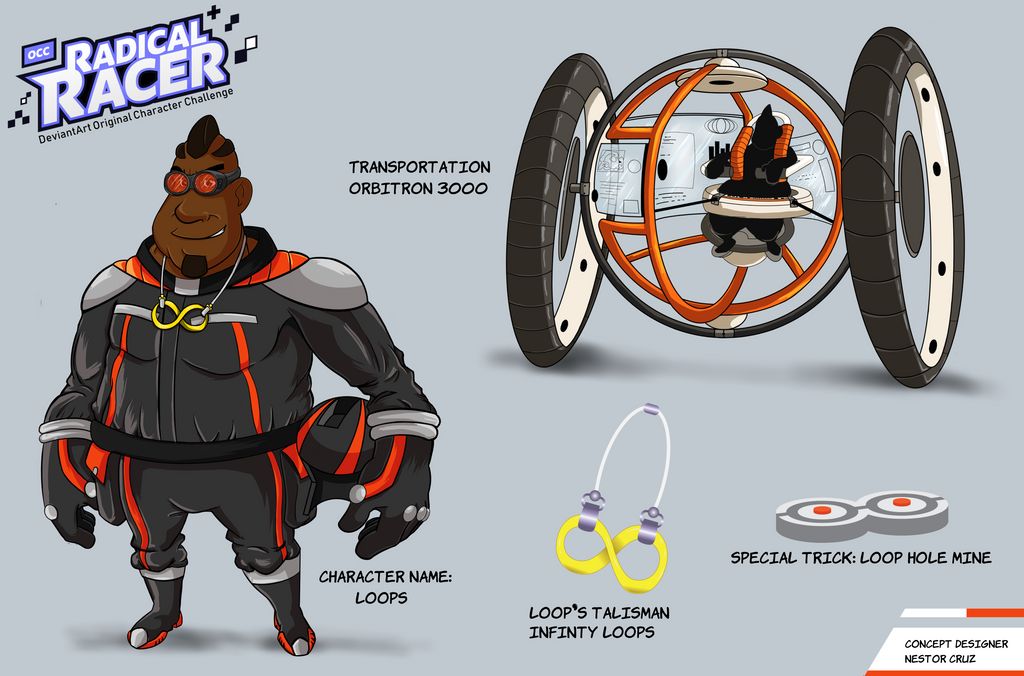 OCC
RADICAL
RACER
DeviantArt Original Character Challenge
TRANSPORTATION
ORBITRON 3000
CHARACTER NAME:
LOOPS
LOOP'S TALISMAN
INFINTY LOOPS
SPECIAL TRICK: LOOP HOLE MINE
CONCEPT DESIGNER
NESTOR CRUZ